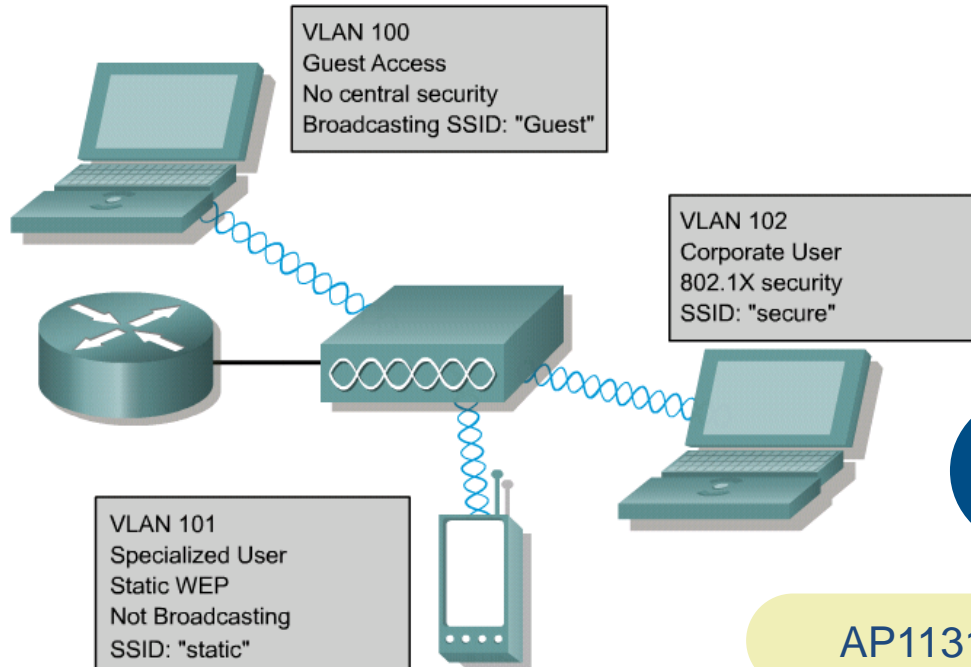 VLAN 100
Guest Access
No central security
Broadcasting SSID: "Guest"
VLAN 102
Corporate User
802.1X security
SSID: "secure"
VLAN 101
Specialized User
Static WEP
Not Broadcasting
SSID: "static"